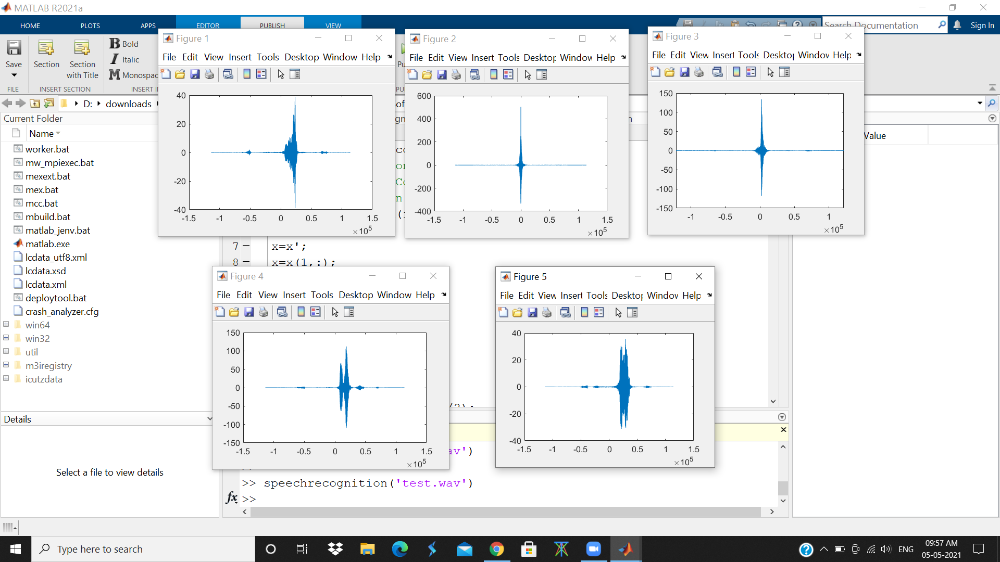 MATLAB R2021a
HOME PLOTS APPS EDITOR PUBLISH VIEW
Search Documentation Sign In
Save Section Section with Title Bold Italic Monospac
FILE INSERT SECTION INSERT
D: downloads
Current Folder
Name
worker.bat
mw_mpiexec.bat
mexext.bat
mex.bat
mcc.bat
mbuild.bat
matlab_jenv.bat
matlab.exe
lcdata_utf8.xml
lcdata.xsd
lcdata.xml
deploytool.bat
crash_analyzer.cfg
win64
win32
util
m3iregistry
icutzdata
Details
Select a file to view details
Figure 1
File Edit View Insert Tools Desktop Window Help
40
20
0
-20
-40
-1.5 -1 -0.5 0 0.5 1 1.5
×10^5
Figure 2
File Edit View Insert Tools Desktop Window Help
600
400
200
0
-200
-400
-1.5 -1 -0.5 0 0.5 1 1.5
×10^5
Figure 3
File Edit View Insert Tools Desktop Window Help
150
100
50
0
-50
-100
-150
-1 -0.5 0 0.5 1
×10^5
Value
7 x=x';
8 x=x(1,:);
Figure 4
File Edit View Insert Tools Desktop Window Help
150
100
50
0
-50
-100
-150
-1.5 -1 -0.5 0 0.5 1 1.5
×10^5
Figure 5
File Edit View Insert Tools Desktop Window Help
40
20
0
-20
-40
-1.5 -1 -0.5 0 0.5 1 1.5
×10^5
av')
>> speechrecognition('test.wav')
fx >>
Type here to search
ENG
09:57 AM
05-05-2021